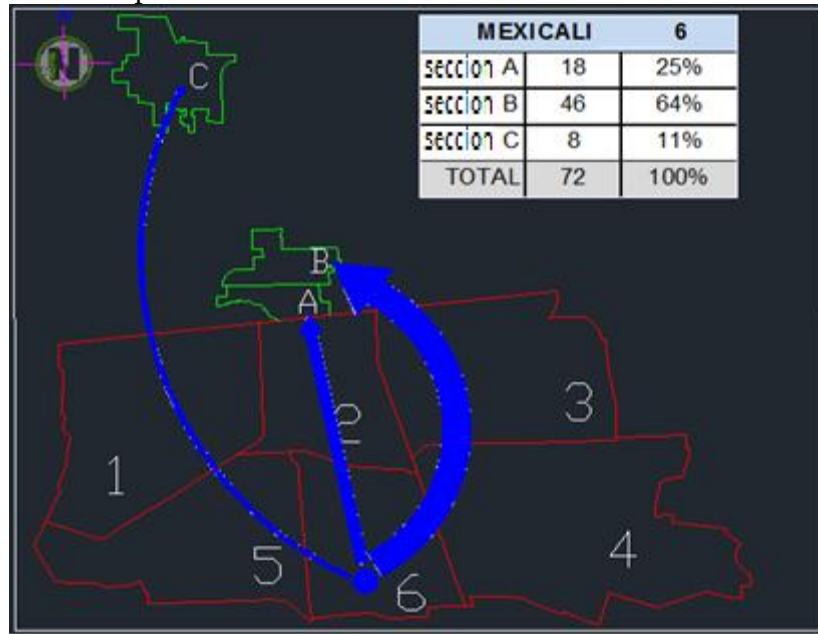 MEXICALI 6
seccion A 18 25%
seccion B 46 64%
seccion C 8 11%
TOTAL 72 100%
N
C
B
A
2
3
1
4
5
6